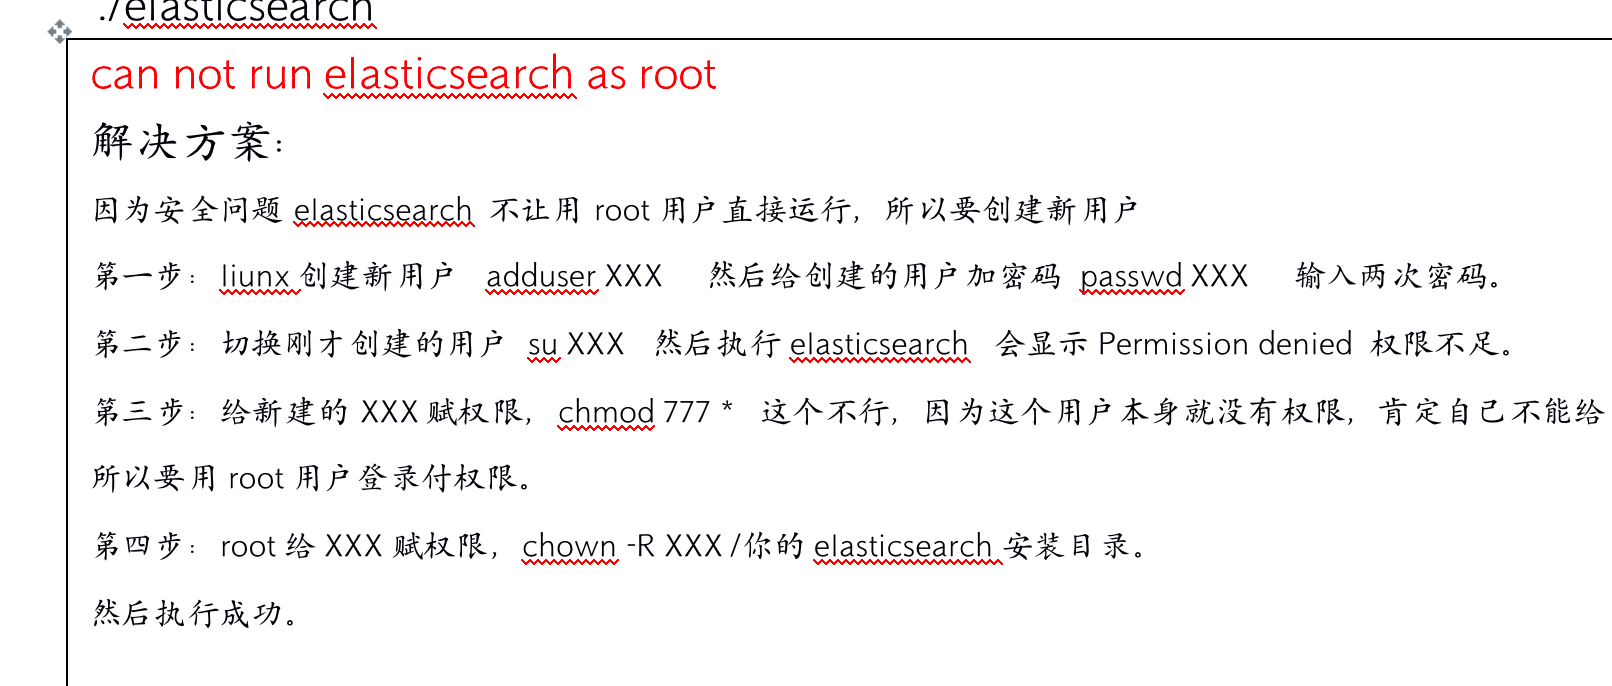 ./elasticsearch
can not run elasticsearch as root
解决方案：
因为安全问题 elasticsearch 不让用 root 用户直接运行，所以要创建新用户
第一步：liunx 创建新用户 adduser XXX 然后给创建的用户加密码 passwd XXX 输入两次密码。
第二步：切换刚才创建的用户 su XXX 然后执行 elasticsearch 会显示 Permission denied 权限不足。
第三步：给新建的 XXX 赋权限，chmod 777 * 这个不行，因为这个用户本身就没有权限，肯定自己不能给
所以要用 root 用户登录付权限。
第四步：root 给 XXX 赋权限，chown -R XXX /你的 elasticsearch 安装目录。
然后执行成功。